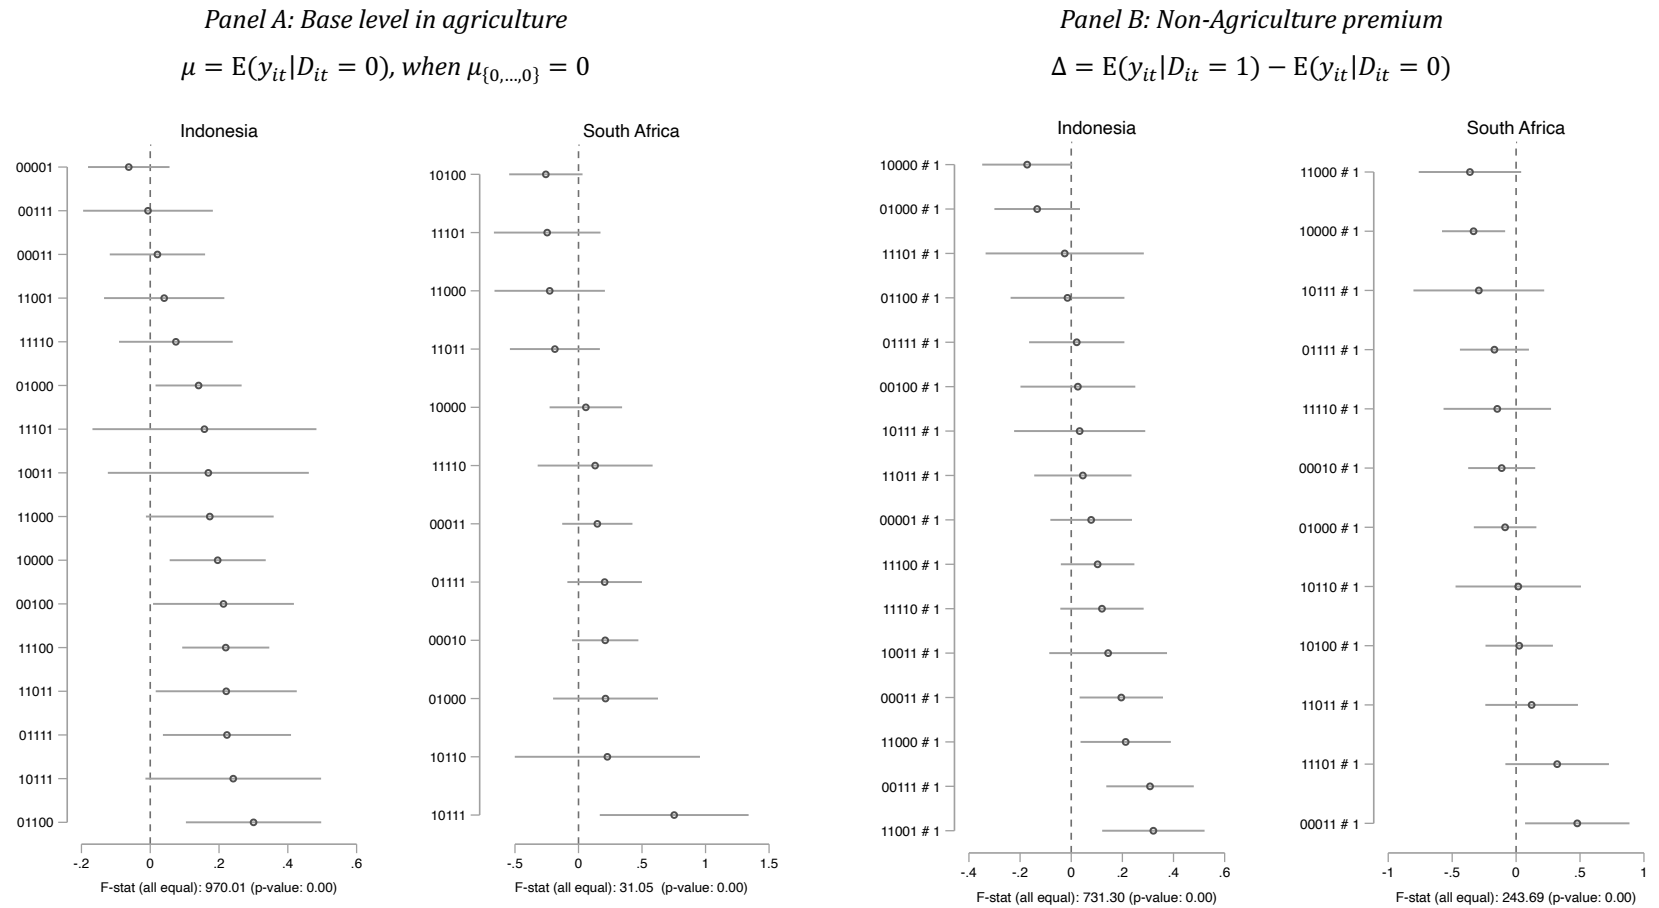 Panel A: Base level in agriculture
μ = E(y_it|D_it = 0), when μ_{0,…,0} = 0
Indonesia
00001
00111
00011
11001
11110
01000
11101
10011
11000
10000
00100
11100
11011
01111
10111
01100
-.2 0 .2 .4 .6
F-stat (all equal): 970.01 (p-value: 0.00)
South Africa
10100
11101
11000
11011
10000
11110
00011
01111
00010
01000
10110
10111
-.5 0 .5 1 1.5
F-stat (all equal): 31.05 (p-value: 0.00)
Panel B: Non-Agriculture premium
Δ = E(y_it|D_it = 1) − E(y_it|D_it = 0)
Indonesia
10000 # 1
01000 # 1
11101 # 1
01100 # 1
01111 # 1
00100 # 1
10111 # 1
11011 # 1
00001 # 1
11100 # 1
11110 # 1
10011 # 1
00011 # 1
11000 # 1
00111 # 1
11001 # 1
-.4 -.2 0 .2 .4 .6
F-stat (all equal): 731.30 (p-value: 0.00)
South Africa
11000 # 1
10000 # 1
10111 # 1
01111 # 1
11110 # 1
00010 # 1
01000 # 1
10110 # 1
10100 # 1
11011 # 1
11101 # 1
00011 # 1
-1 -.5 0 .5 1
F-stat (all equal): 243.69 (p-value: 0.00)